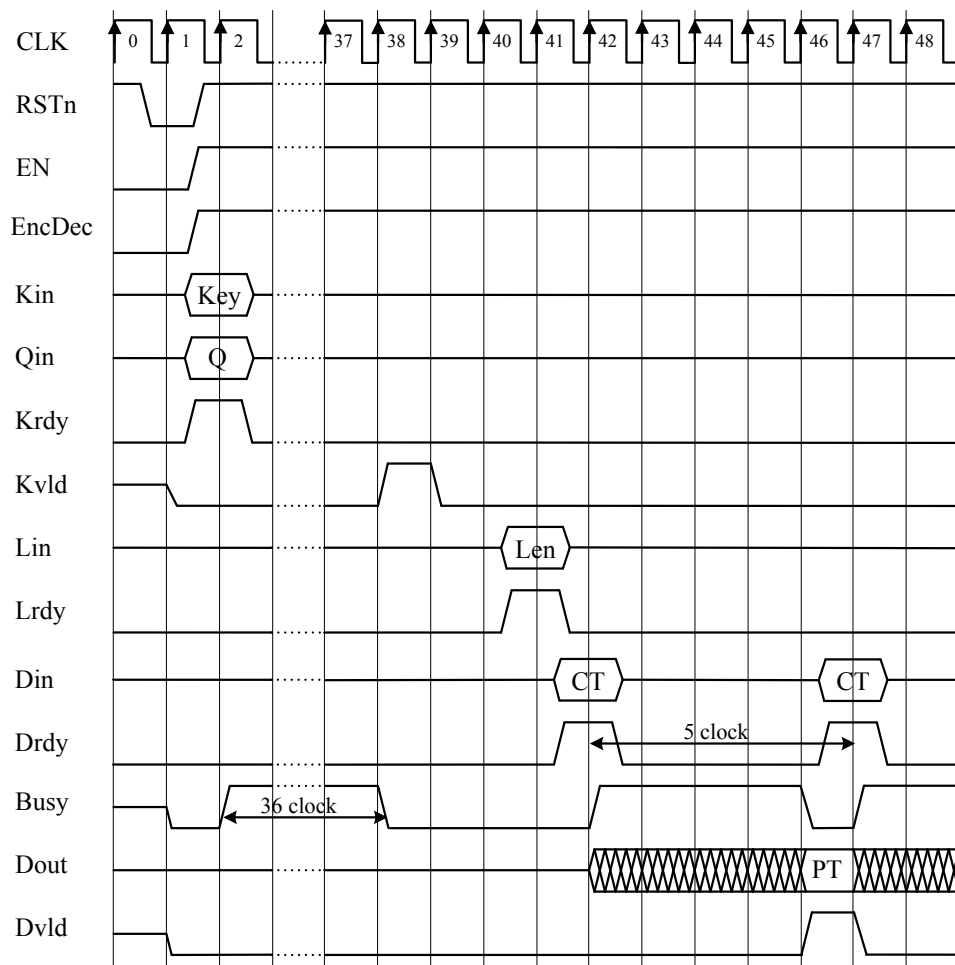 CLK 0 1 2 37 38 39 40 41 42 43 44 45 46 47 48
RSTn
EN
EncDec
Kin Key
Qin Q
Krdy
Kvld
Lin Len
Lrdy
Din CT CT
Drdy 5 clock
Busy 36 clock
Dout PT
Dvld